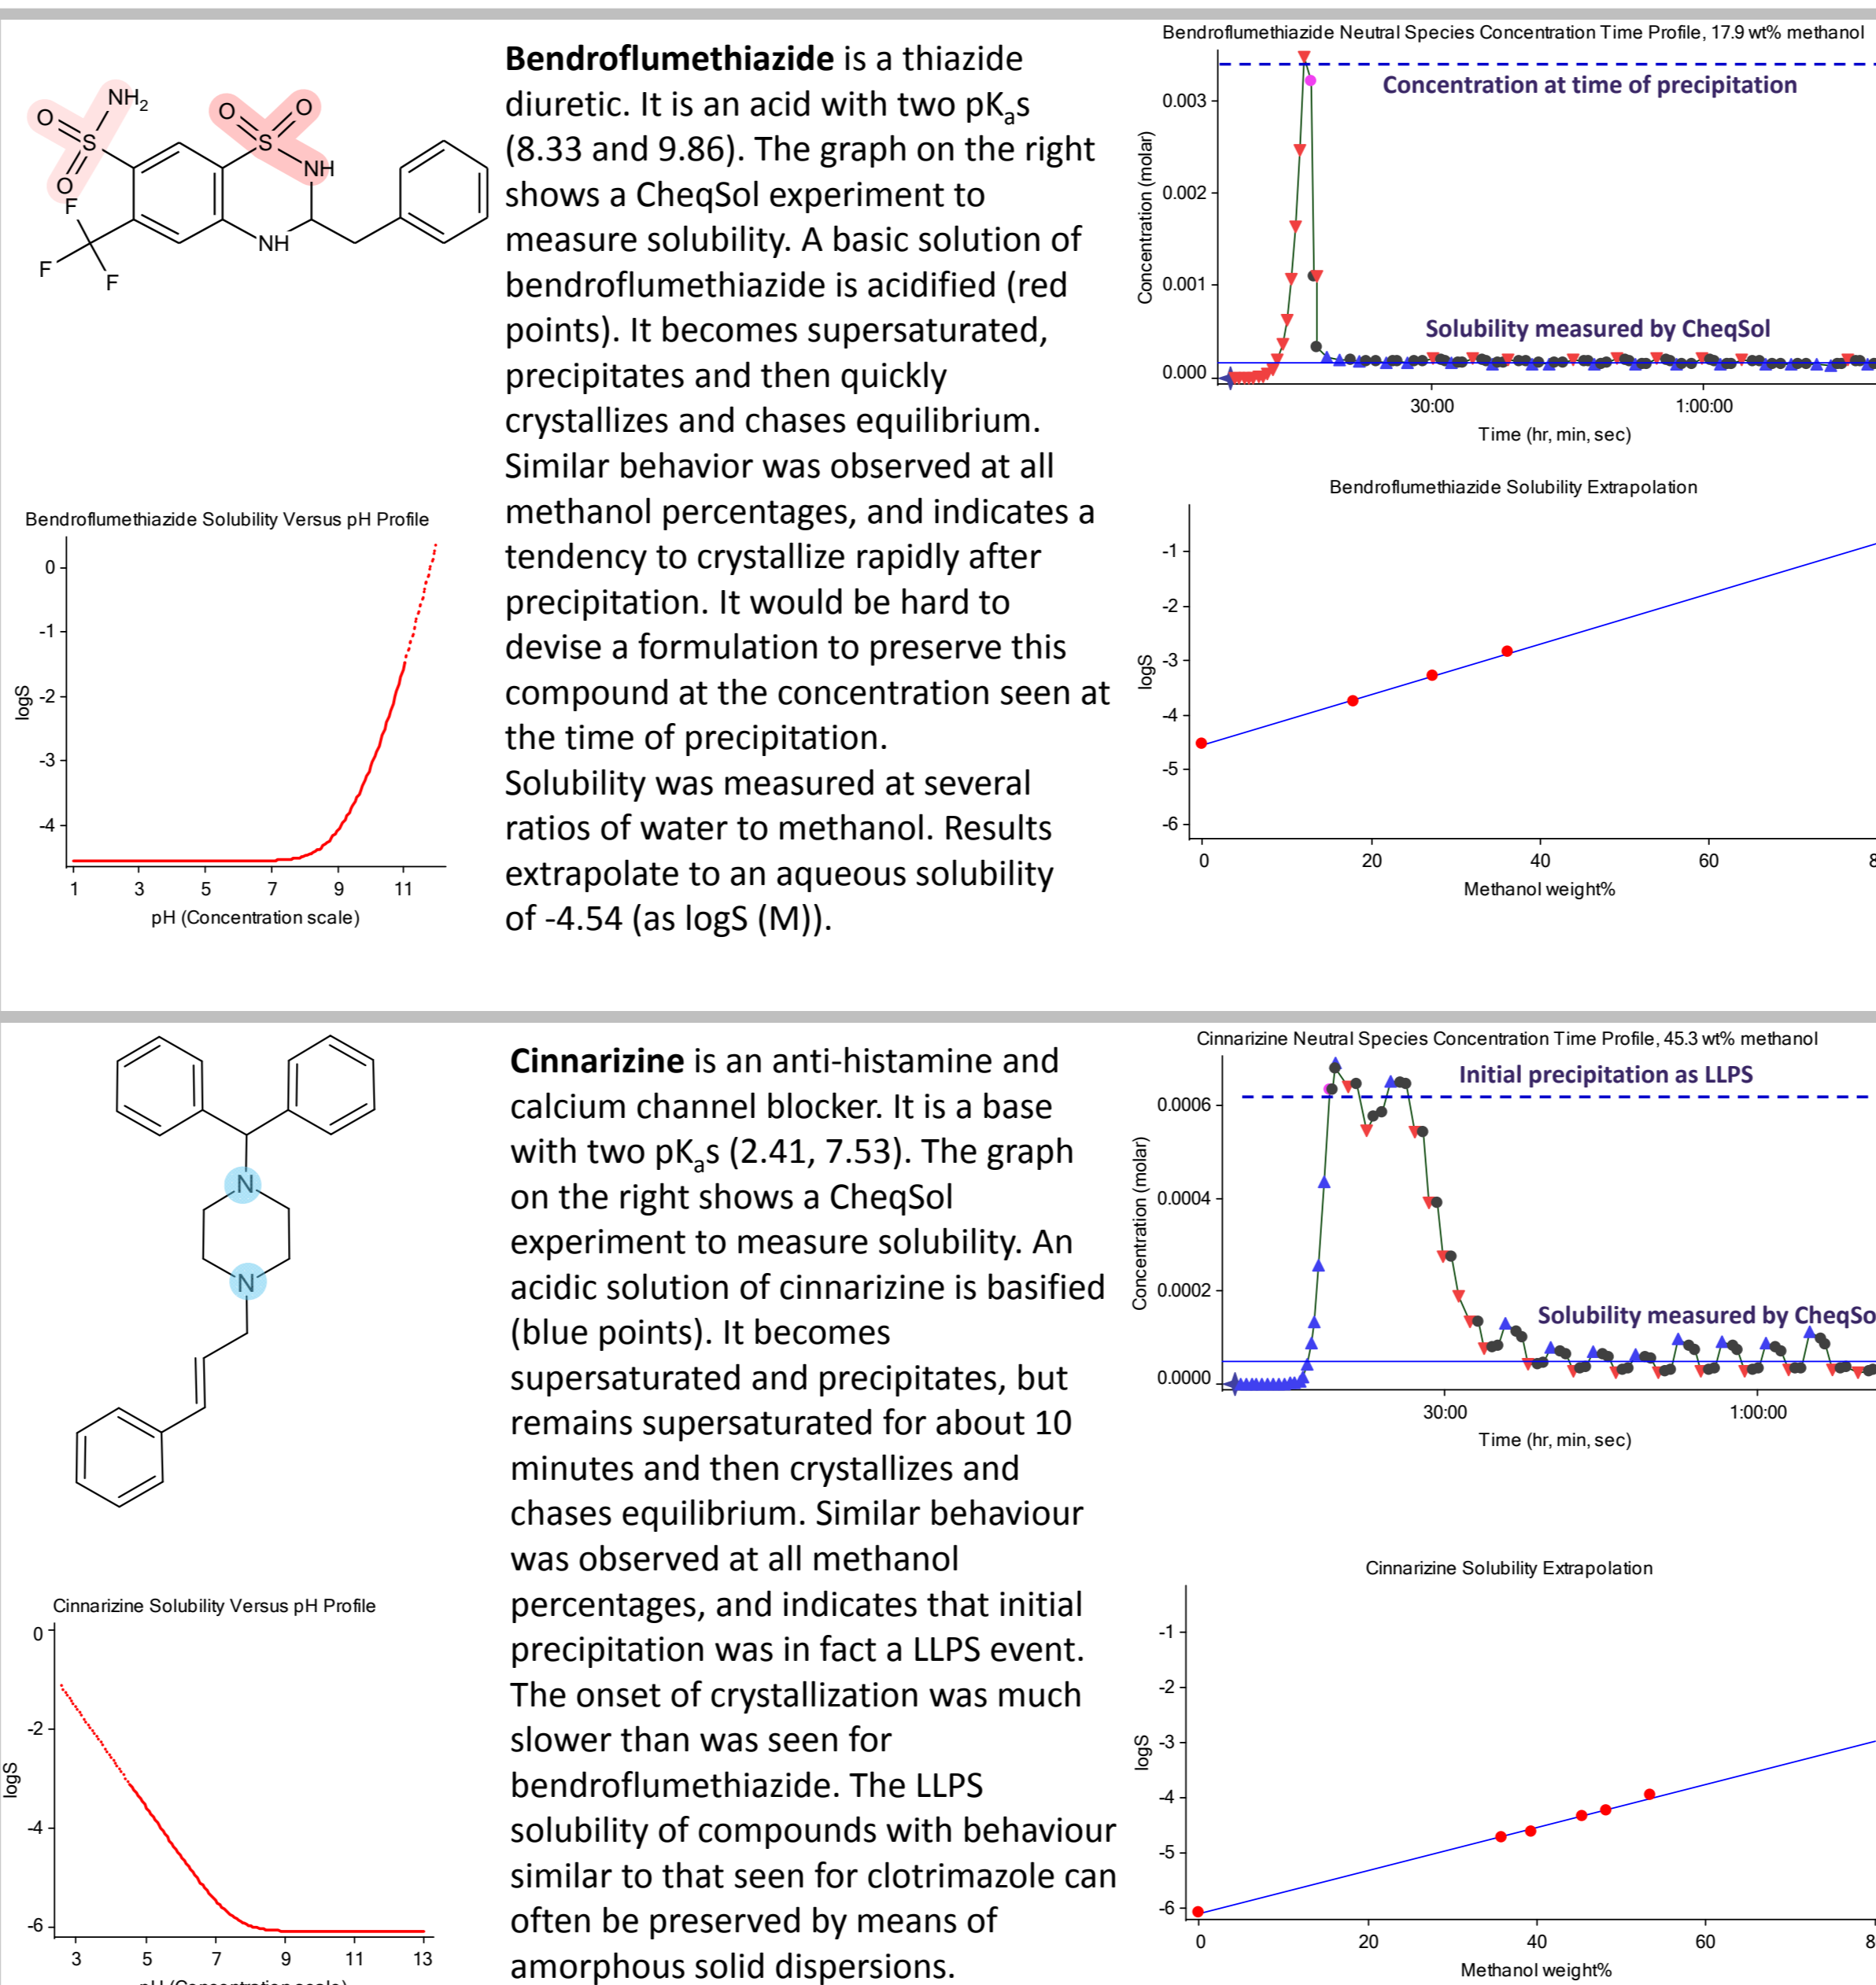 Bendroflumethiazide is a thiazide
diuretic. It is an acid with two pKas
(8.33 and 9.86). The graph on the right
shows a CheqSol experiment to
measure solubility. A basic solution of
bendroflumethiazide is acidified (red
points). It becomes supersaturated,
precipitates and then quickly
crystallizes and chases equilibrium.
Similar behavior was observed at all
methanol percentages, and indicates a
tendency to crystallize rapidly after
precipitation. It would be hard to
devise a formulation to preserve this
compound at the concentration seen at
the time of precipitation.
Solubility was measured at several
ratios of water to methanol. Results
extrapolate to an aqueous solubility
of -4.54 (as logS (M)).
O
NH2
S
O
F
F
F
O
O
S
NH
NH
Bendroflumethiazide Solubility Versus pH Profile
0
-1
-2
-3
-4
logS
1 3 5 7 9 11
pH (Concentration scale)
Bendroflumethiazide Neutral Species Concentration Time Profile, 17.9 wt% methanol
Concentration at time of precipitation
0.003
0.002
0.001
0.000
Concentration (molar)
Solubility measured by CheqSol
30:00 1:00:00
Time (hr, min, sec)
Bendroflumethiazide Solubility Extrapolation
-1
-2
-3
-4
-5
-6
logS
0 20 40 60 8
Methanol weight%
N
N
Cinnarizine is an anti-histamine and
calcium channel blocker. It is a base
with two pKas (2.41, 7.53). The graph
on the right shows a CheqSol
experiment to measure solubility. An
acidic solution of cinnarizine is basified
(blue points). It becomes
supersaturated and precipitates, but
remains supersaturated for about 10
minutes and then crystallizes and
chases equilibrium. Similar behaviour
was observed at all methanol
percentages, and indicates that initial
precipitation was in fact a LLPS event.
The onset of crystallization was much
slower than was seen for
bendroflumethiazide. The LLPS
solubility of compounds with behaviour
similar to that seen for clotrimazole can
often be preserved by means of
amorphous solid dispersions.
Cinnarizine Solubility Versus pH Profile
0
-2
-4
-6
logS
3 5 7 9 11 13
pH (Concentration scale)
Cinnarizine Neutral Species Concentration Time Profile, 45.3 wt% methanol
Initial precipitation as LLPS
0.0006
0.0004
0.0002
0.0000
Concentration (molar)
Solubility measured by CheqSo
30:00 1:00:00
Time (hr, min, sec)
Cinnarizine Solubility Extrapolation
-1
-2
-3
-4
-5
-6
logS
0 20 40 60 8
Methanol weight%